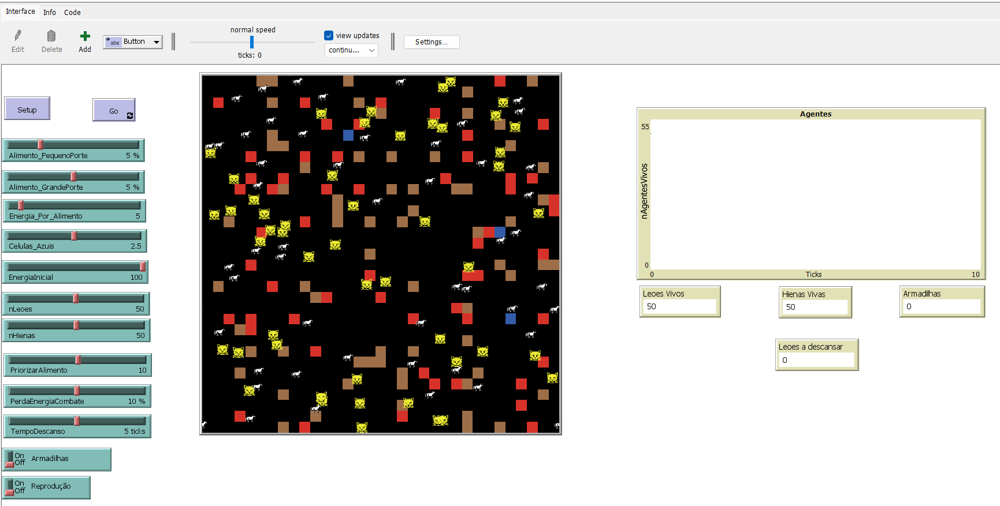 Interface Info Code
normal speed
Edit Delete Add abc Button
view updates
continu...
Settings...
ticks: 0
Setup
Go
Alimento_PequenoPorte 5 %
Alimento_GrandePorte 5 %
Energia_Por_Alimento 5
Celulas_Azuis 2.5
EnergiaInicial 100
nLeoes 50
nHienas 50
PriorizarAlimento 10
PerdaEnergiaCombate 10 %
TempoDescanso 5 ticks
On
Off
Armadilhas
On
Off
Reprodução
Agentes
55
nAgentesVivos
0
0 Ticks 10
Leoes Vivos
50
Hienas Vivas
50
Armadilhas
0
Leoes a descansar
0